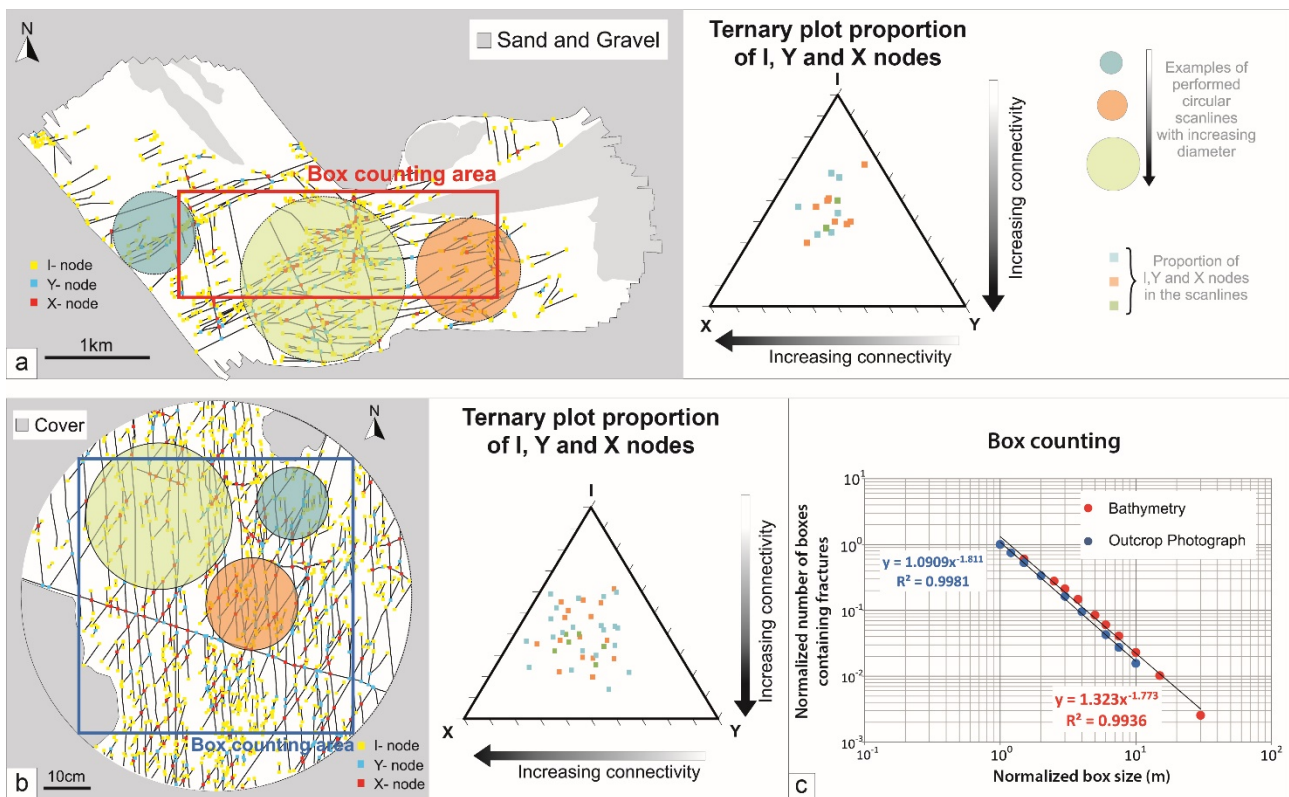 N
Sand and Gravel
Box counting area
I- node
Y- node
X- node
a
1km
Ternary plot proportion
of I, Y and X nodes
I
X
Y
Increasing connectivity
Increasing connectivity
Examples of
performed
circular
scanlines
with increasing
diameter
Proportion of
I,Y and X nodes
in the scanlines
Cover
N
Box counting area
I- node
Y- node
X- node
b
10cm
Ternary plot proportion
of I, Y and X nodes
I
X
Y
Increasing connectivity
Increasing connectivity
Box counting
Normalized number of boxes
containing fractures
10¹
10⁰
10⁻¹
10⁻²
10⁻³
Bathymetry
Outcrop Photograph
y = 1.0909x⁻¹·⁸¹¹
R² = 0.9981
y = 1.323x⁻¹·⁷⁷³
R² = 0.9936
10⁻¹
10⁰
10¹
10²
Normalized box size (m)
c